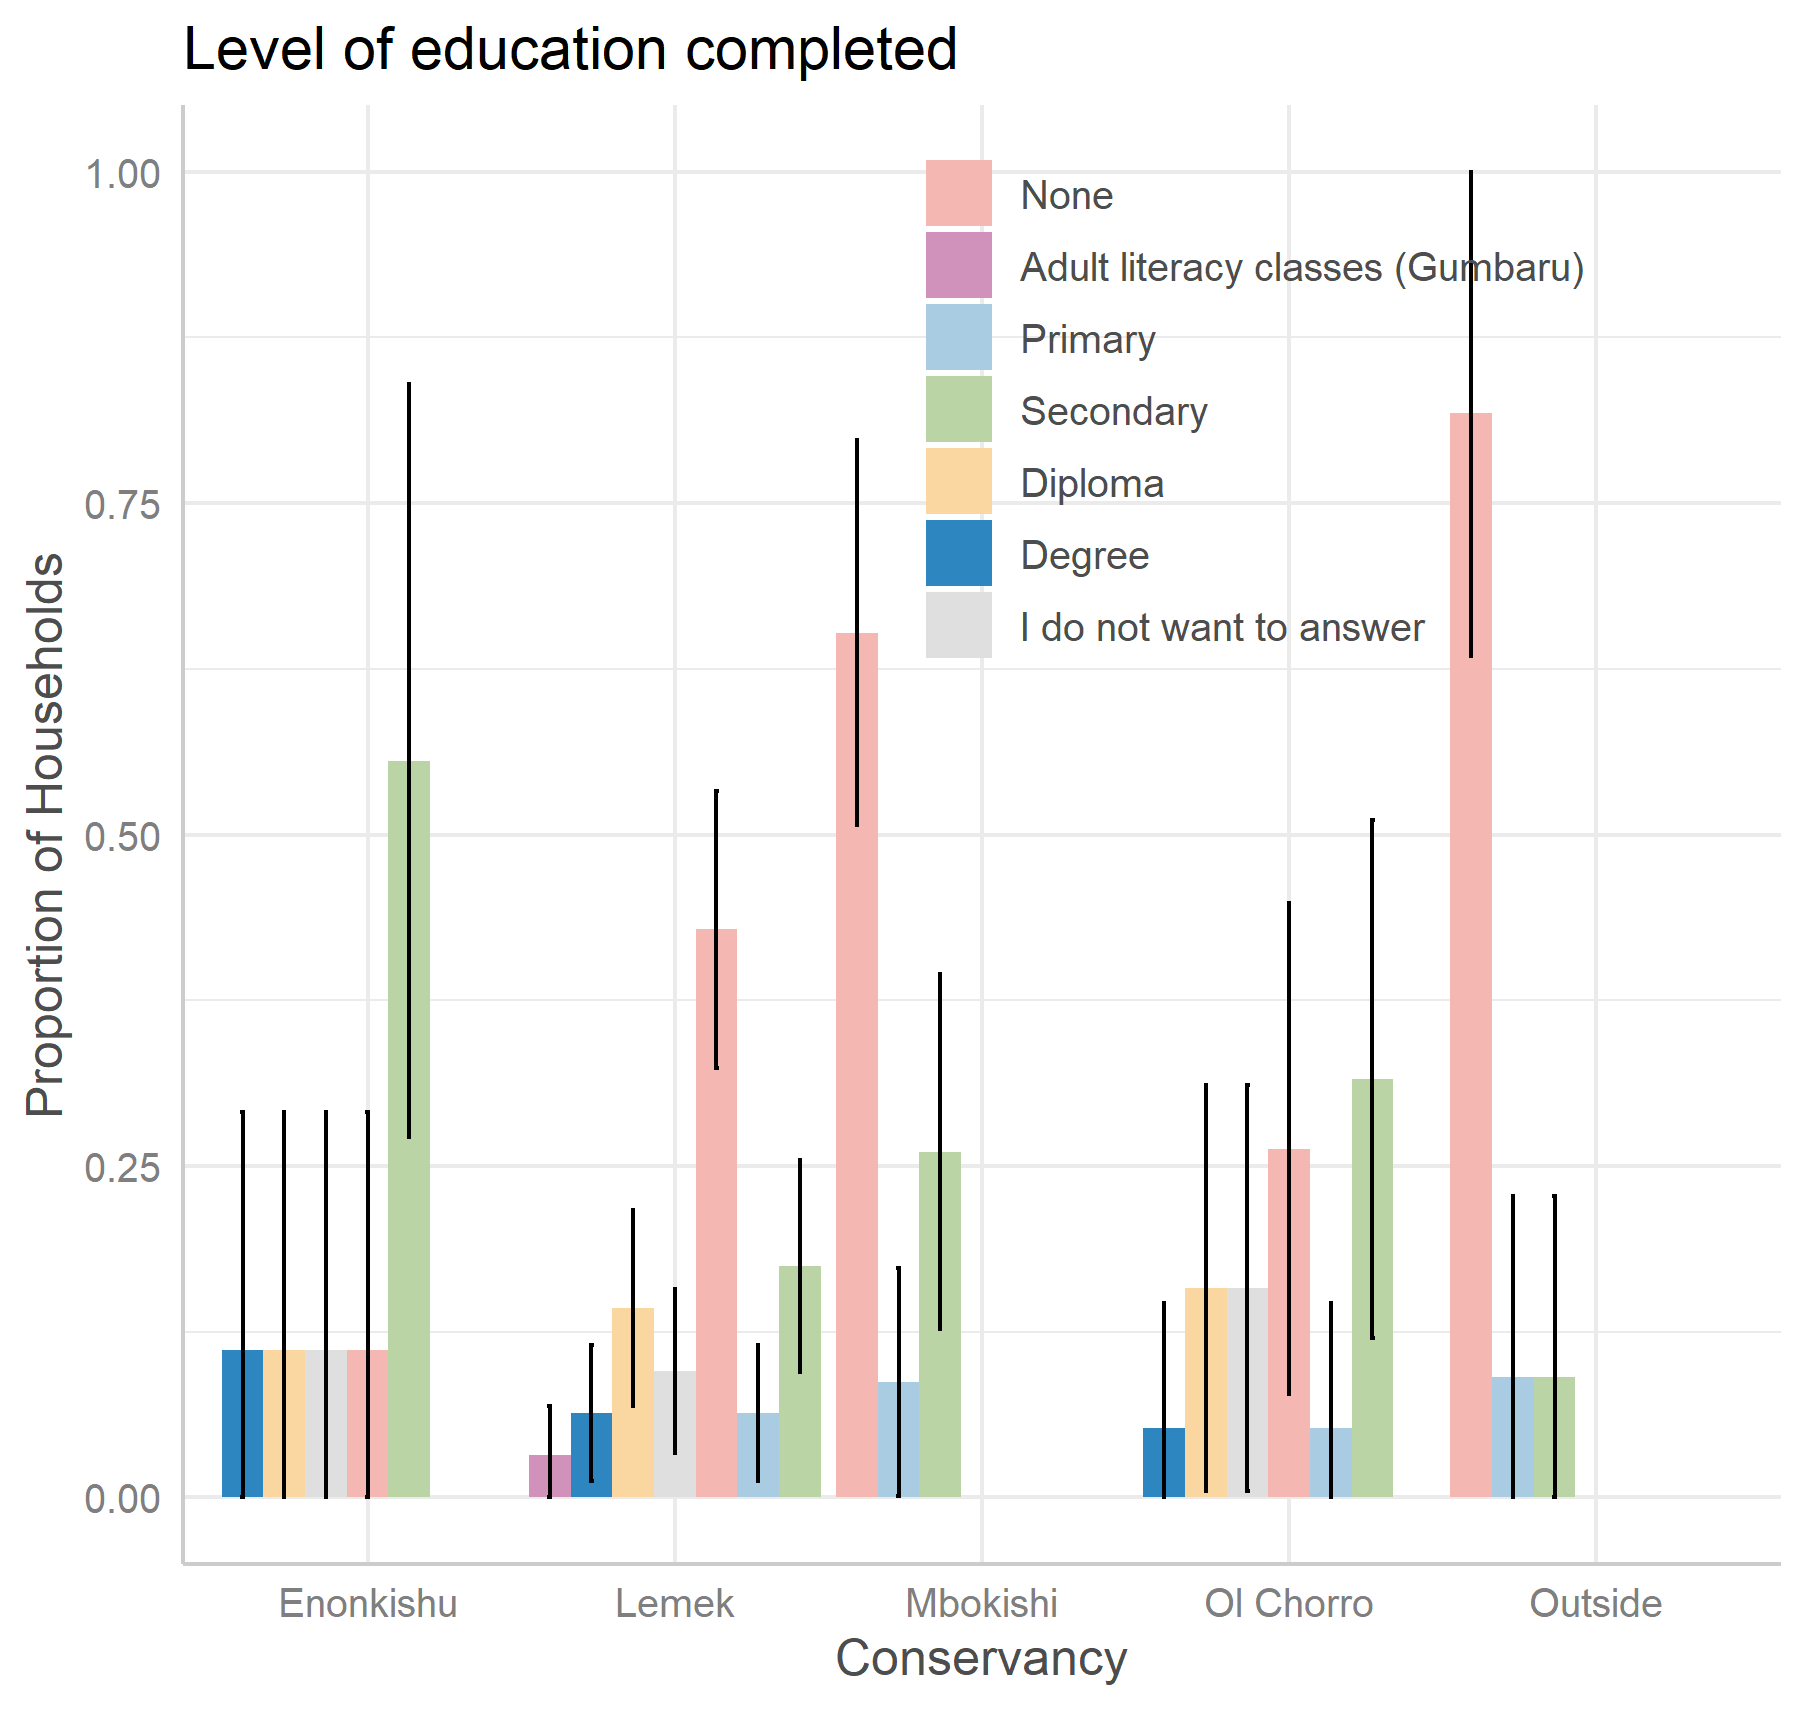 Level of education completed
1.00
0.75
0.50
0.25
0.00
Proportion of Households
None
Adult literacy classes (Gumbaru)
Primary
Secondary
Diploma
Degree
I do not want to answer
Enonkishu Lemek Mbokishi Ol Chorro Outside
Conservancy